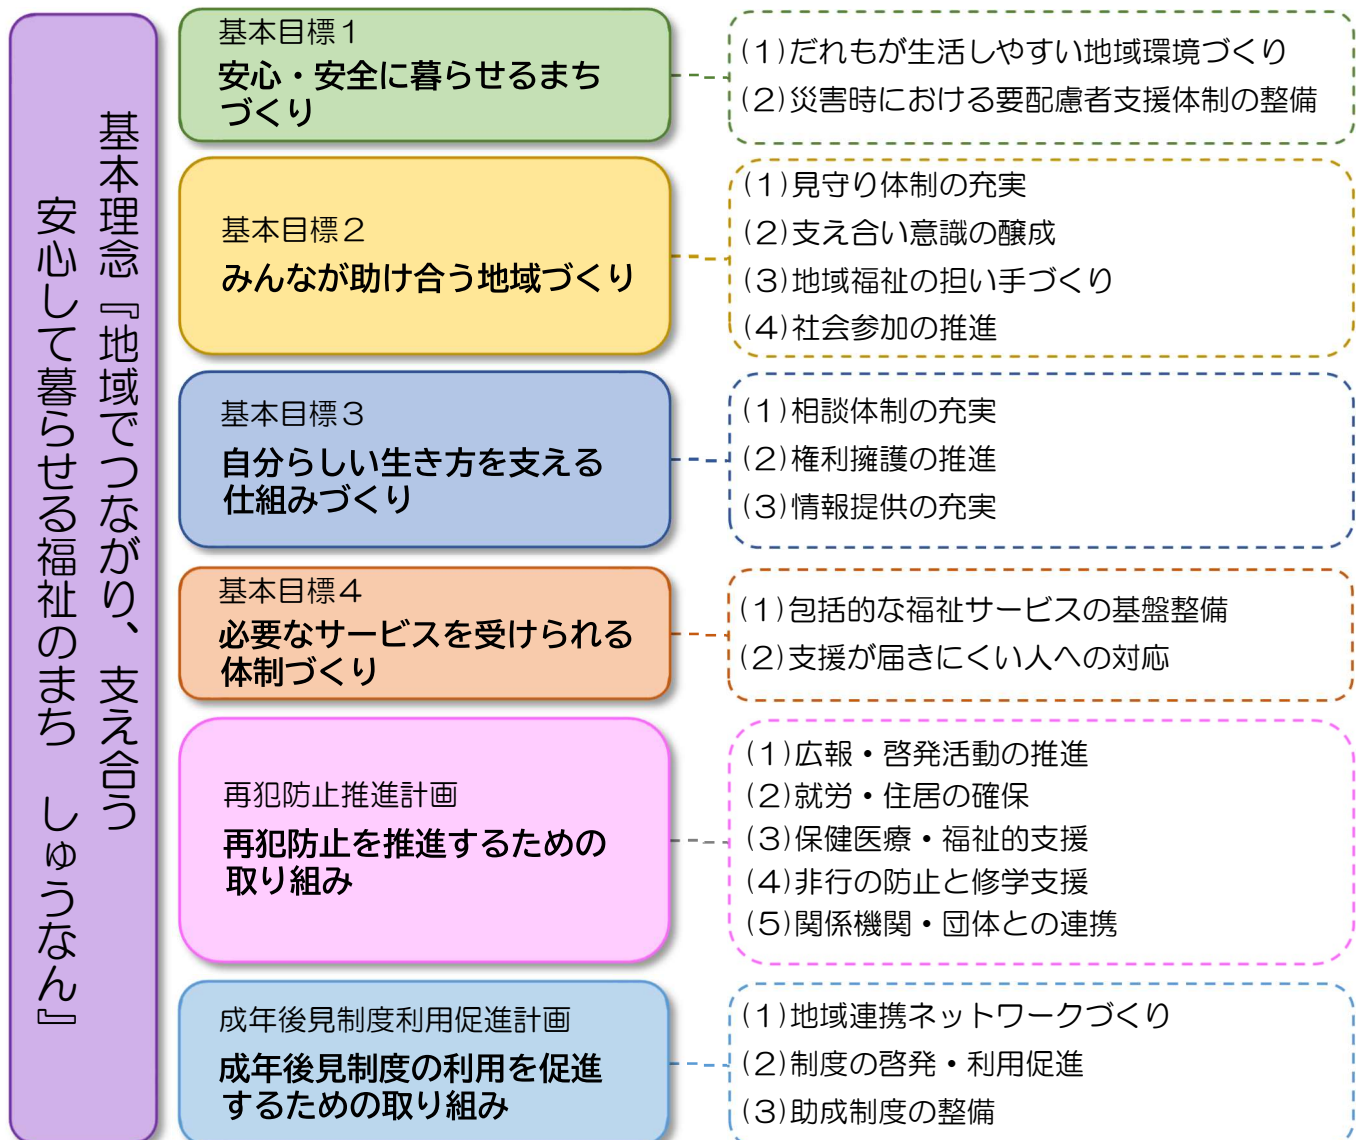 基本理念『地域でつながり、支え合う
安心して暮らせる福祉のまち　しゅうなん』
基本目標１
安心・安全に暮らせるまち
づくり
(１)だれもが生活しやすい地域環境づくり
(２)災害時における要配慮者支援体制の整備
基本目標２
みんなが助け合う地域づくり
(１)見守り体制の充実
(２)支え合い意識の醸成
(３)地域福祉の担い手づくり
(４)社会参加の推進
基本目標３
自分らしい生き方を支える
仕組みづくり
(１)相談体制の充実
(２)権利擁護の推進
(３)情報提供の充実
基本目標４
必要なサービスを受けられる
体制づくり
(１)包括的な福祉サービスの基盤整備
(２)支援が届きにくい人への対応
再犯防止推進計画
再犯防止を推進するための
取り組み
(１)広報・啓発活動の推進
(２)就労・住居の確保
(３)保健医療・福祉的支援
(４)非行の防止と修学支援
(５)関係機関・団体との連携
成年後見制度利用促進計画
成年後見制度の利用を促進
するための取り組み
(１)地域連携ネットワークづくり
(２)制度の啓発・利用促進
(３)助成制度の整備